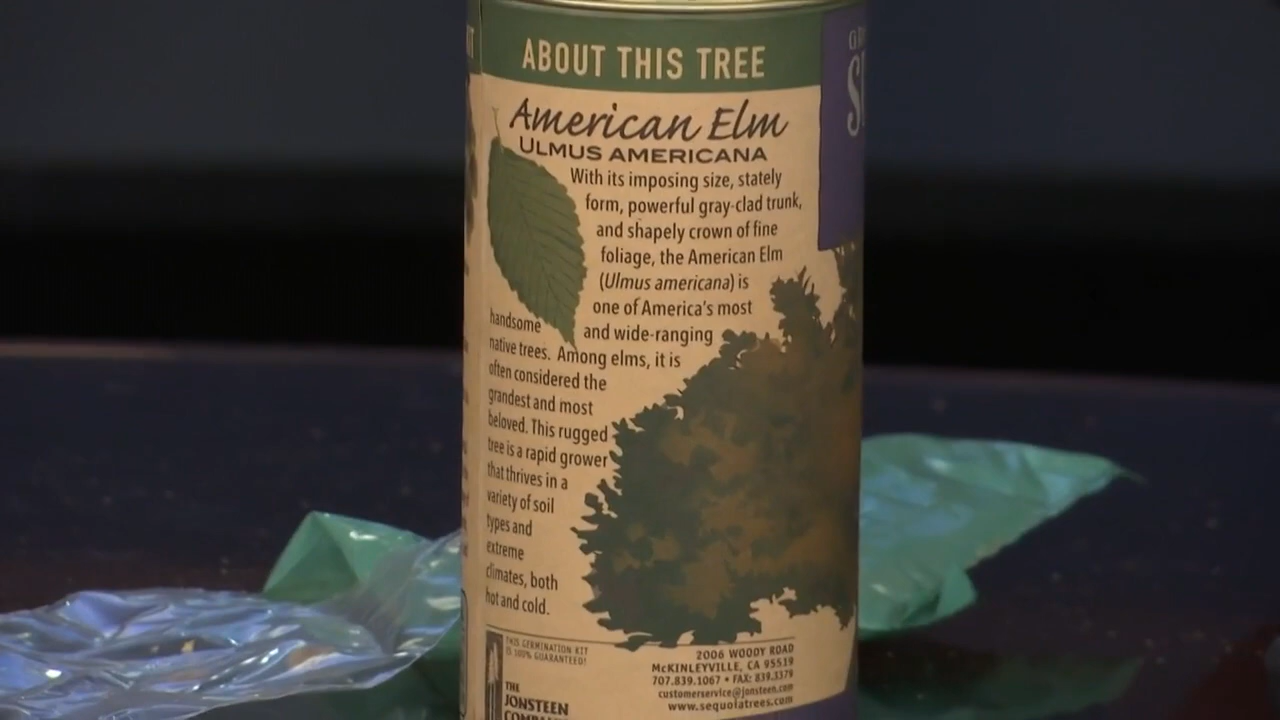 ABOUT THIS TREE
American Elm
ULMUS AMERICANA
With its imposing size, stately
form, powerful gray-clad trunk,
and shapely crown of fine
foliage, the American Elm
(Ulmus americana) is
one of America's most
handsome and wide-ranging
native trees. Among elms, it is
often considered the
grandest and most
beloved. This rugged
tree is a rapid grower
that thrives in a
variety of soil
types and
extreme
climates, both
hot and cold.
THIS GERMINATION KIT
IS 100% GUARANTEED!
THE
JONSTEEN
COMPANY
2006 WOODY ROAD
McKINLEYVILLE, CA 95519
707.839.1067 • FAX: 839.3379
customerservice@jonsteen.com
www.sequoiatrees.com